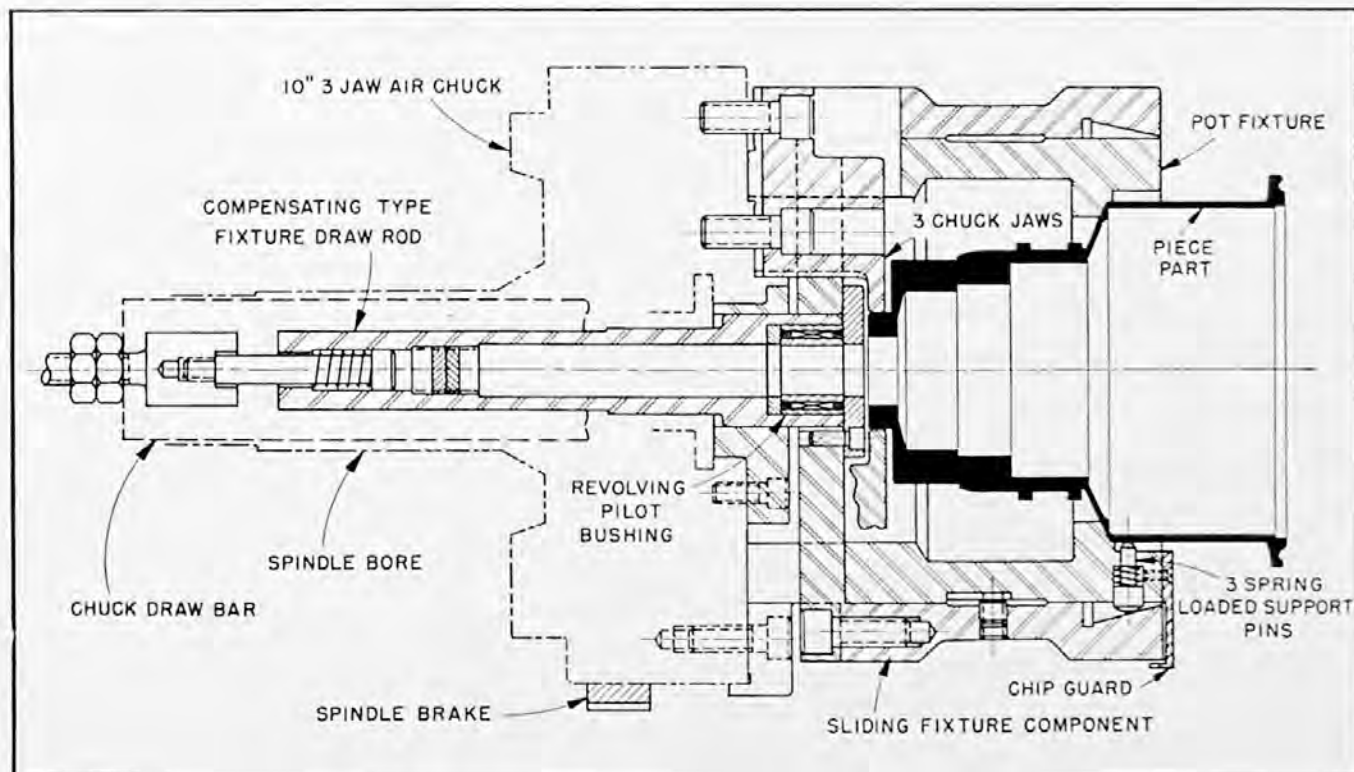 10" 3 JAW AIR CHUCK
POT FIXTURE
COMPENSATING TYPE
FIXTURE DRAW ROD
3 CHUCK JAWS
PIECE
PART
REVOLVING
PILOT
BUSHING
SPINDLE BORE
3 SPRING
LOADED SUPPORT
PINS
CHUCK DRAW BAR
CHIP GUARD
SPINDLE BRAKE
SLIDING FIXTURE COMPONENT